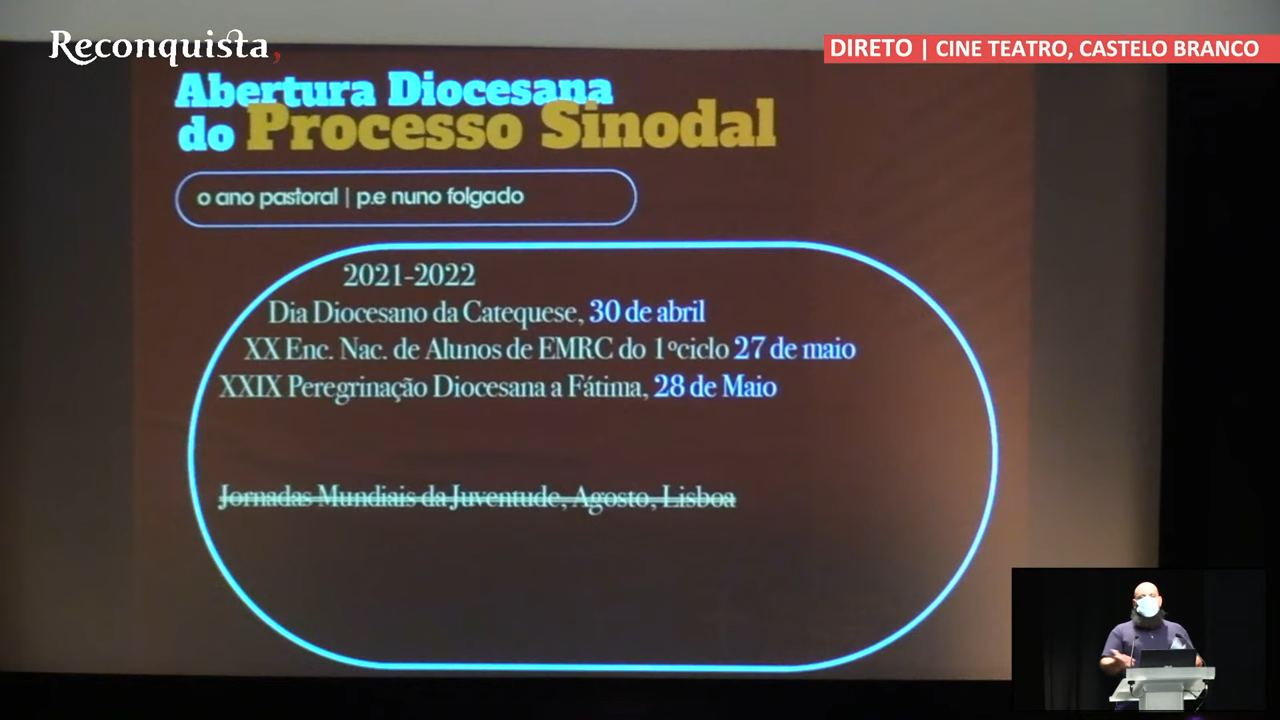 Reconquista,
DIRETO | CINE TEATRO, CASTELO BRANCO
Abertura Diocesana
do Processo Sinodal
o ano pastoral | p.e nuno folgado
2021-2022
Dia Diocesano da Catequese, 30 de abril
XX Enc. Nac. de Alunos de EMRC do 1ºciclo 27 de maio
XXIX Peregrinação Diocesana a Fátima, 28 de Maio
Jornadas Mundiais da Juventude, Agosto, Lisboa